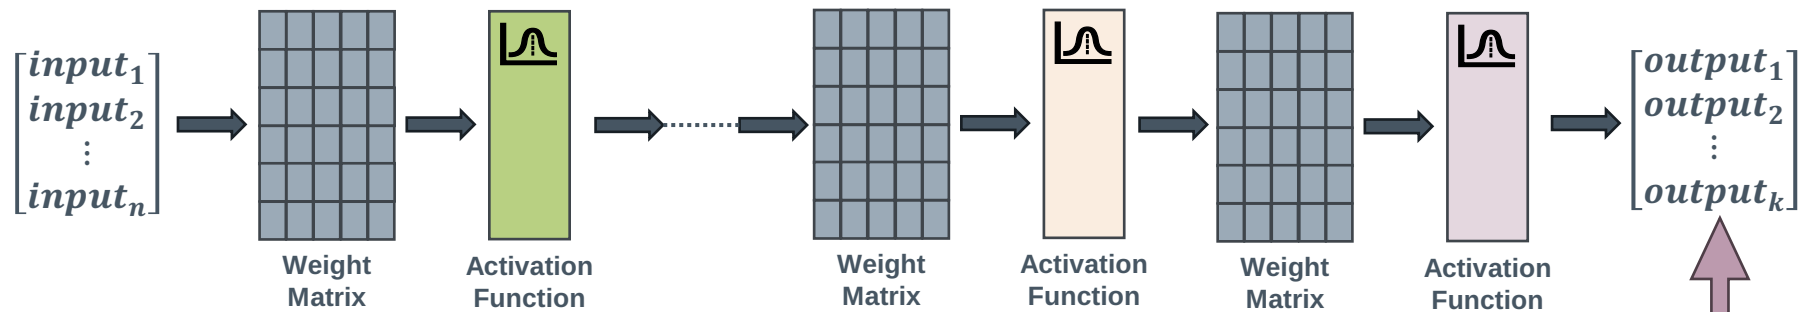 input₁
input₂
⋮
inputₙ
Weight
Matrix
Activation
Function
Weight
Matrix
Activation
Function
Weight
Matrix
Activation
Function
output₁
output₂
⋮
outputₖ